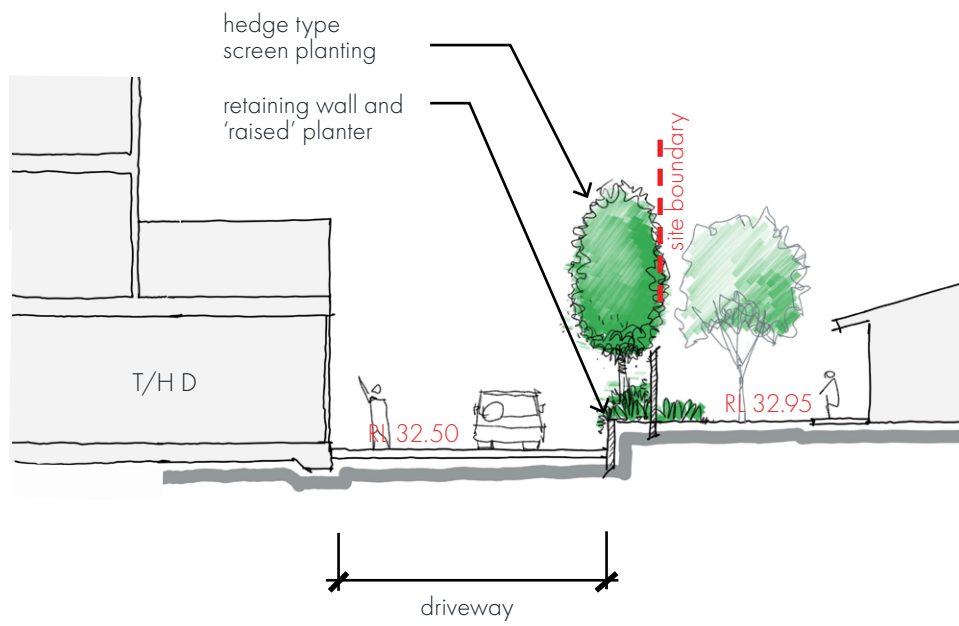 hedge type
screen planting
retaining wall and
‘raised’ planter
site boundary
T/H D
RL 32.50
RL 32.95
driveway